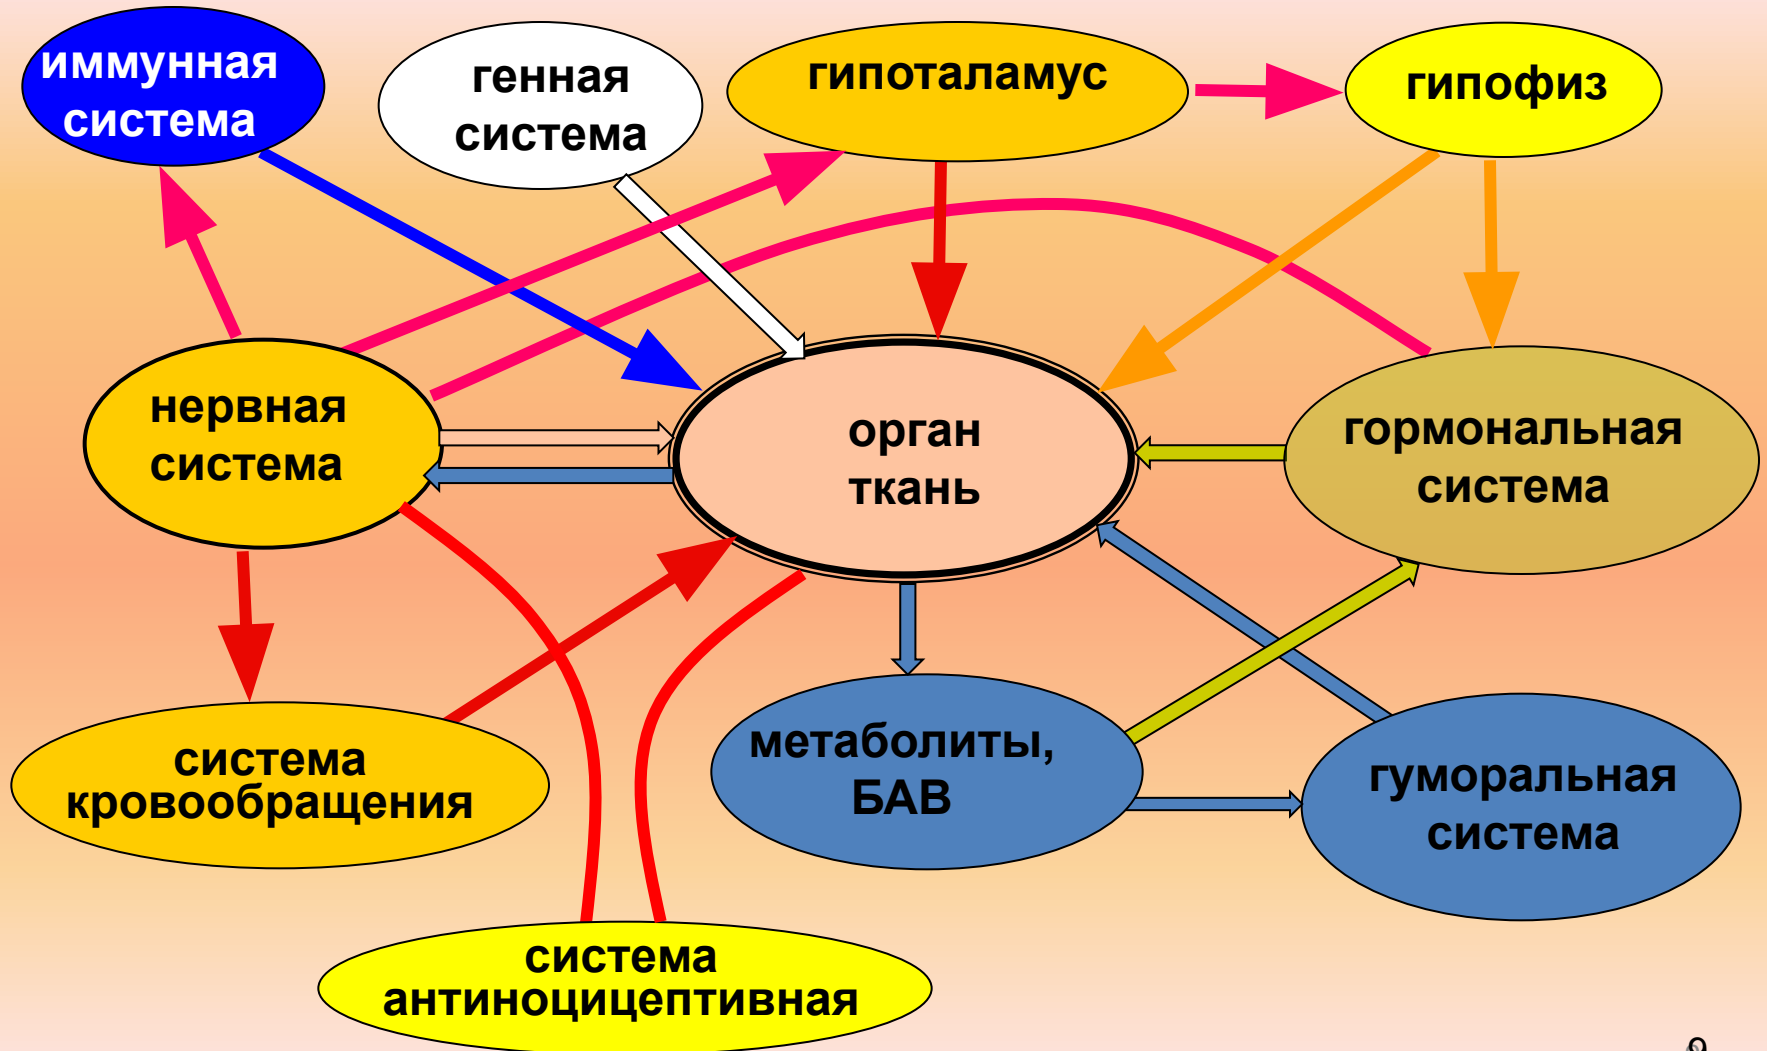 иммунная
система
генная
система
гипоталамус
гипофиз
нервная
система
орган
ткань
гормональная
система
система
кровообращения
метаболиты,
БАВ
гуморальная
система
система
антиноцицептивная
9